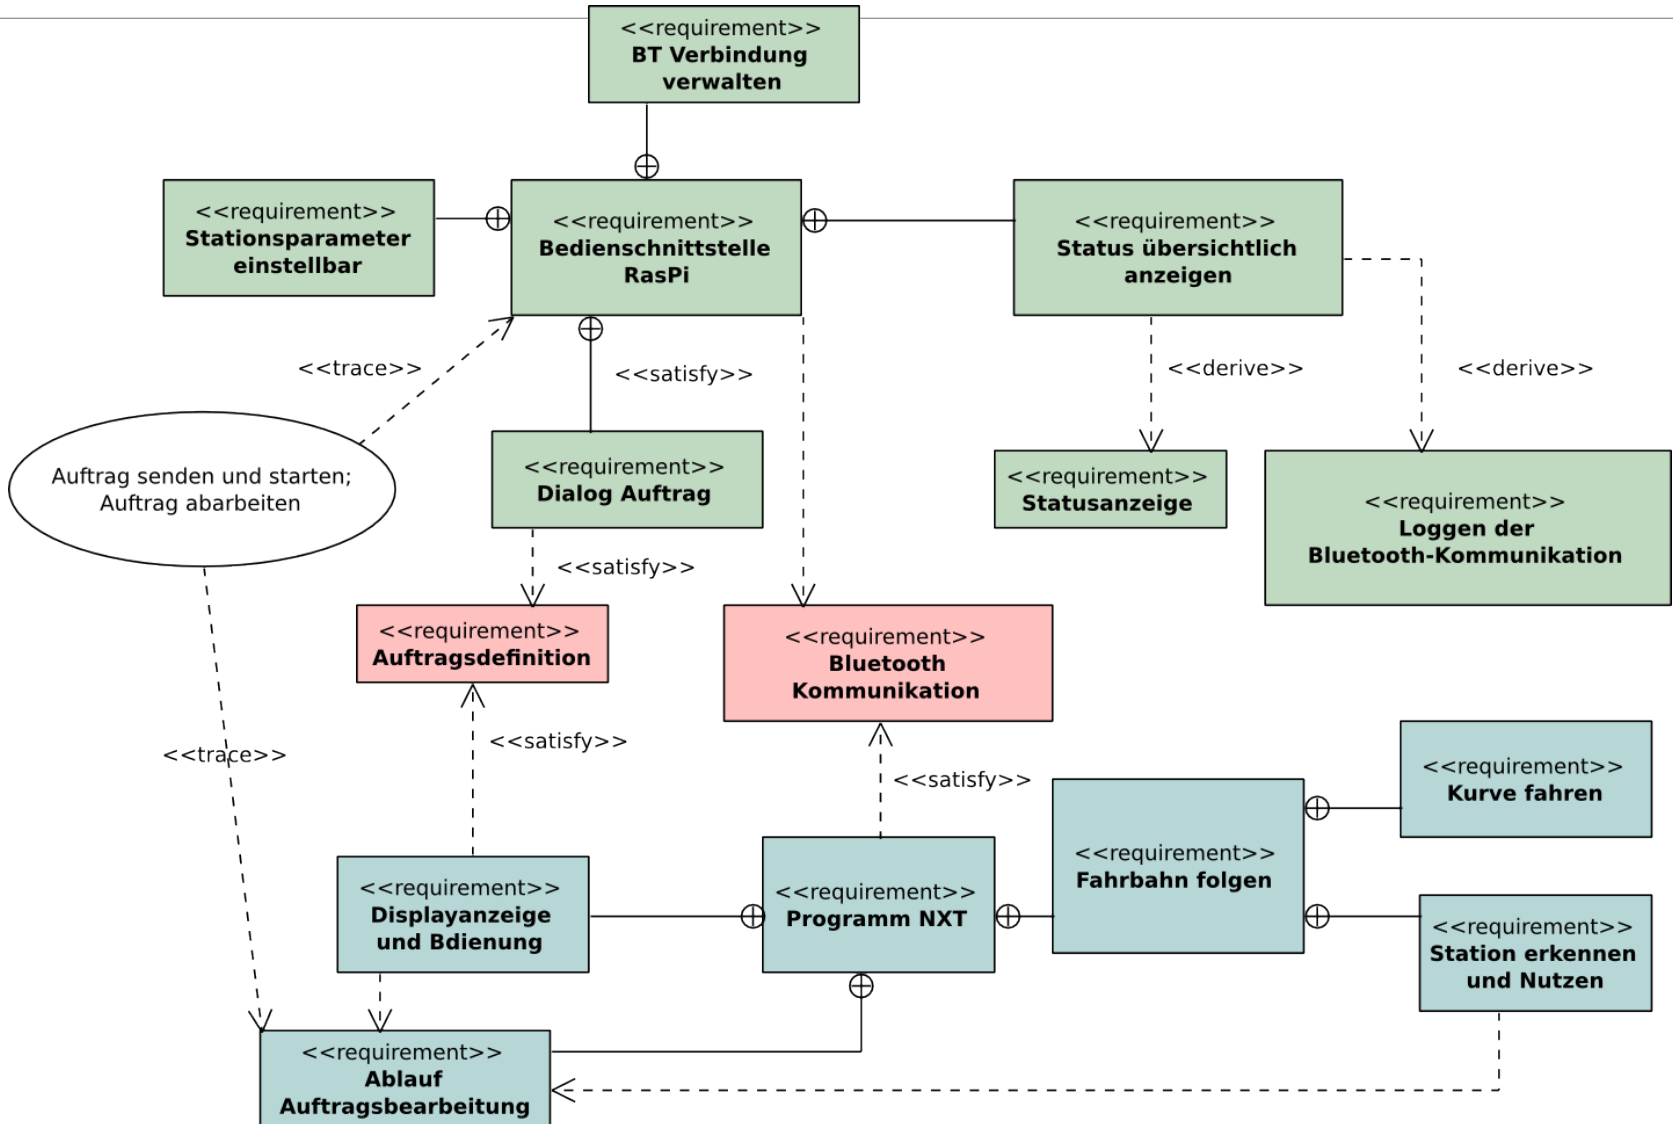 <<requirement>>
BT Verbindung
verwalten
<<requirement>>
Stationsparameter
einstellbar
<<requirement>>
Bedienschnittstelle
RasPi
<<requirement>>
Status übersichtlich
anzeigen
<<trace>>
<<satisfy>>
<<derive>>
<<derive>>
Auftrag senden und starten;
Auftrag abarbeiten
<<requirement>>
Dialog Auftrag
<<requirement>>
Statusanzeige
<<requirement>>
Loggen der
Bluetooth-Kommunikation
<<satisfy>>
<<requirement>>
Auftragsdefinition
<<requirement>>
Bluetooth
Kommunikation
<<trace>>
<<satisfy>>
<<satisfy>>
<<requirement>>
Kurve fahren
<<requirement>>
Fahrbahn folgen
<<requirement>>
Displayanzeige
und Bdienung
<<requirement>>
Programm NXT
<<requirement>>
Station erkennen
und Nutzen
<<requirement>>
Ablauf
Auftragsbearbeitung